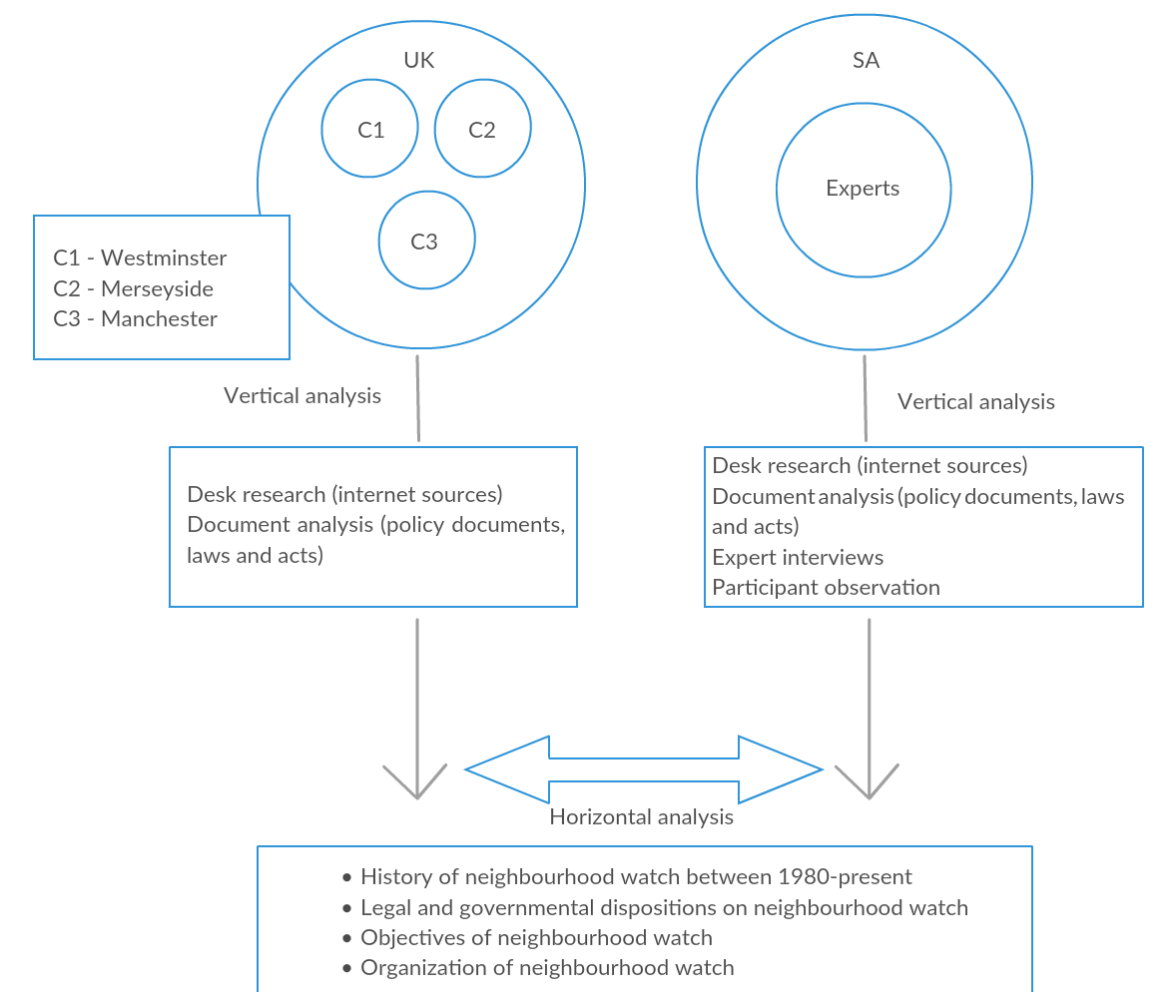 UK
C1
C2
C3
C1 - Westminster
C2 - Merseyside
C3 - Manchester
SA
Experts
Vertical analysis
Vertical analysis
Desk research (internet sources)
Document analysis (policy documents,
laws and acts)
Desk research (internet sources)
Document analysis (policy documents, laws
and acts)
Expert interviews
Participant observation
Horizontal analysis
• History of neighbourhood watch between 1980-present
• Legal and governmental dispositions on neighbourhood watch
• Objectives of neighbourhood watch
• Organization of neighbourhood watch